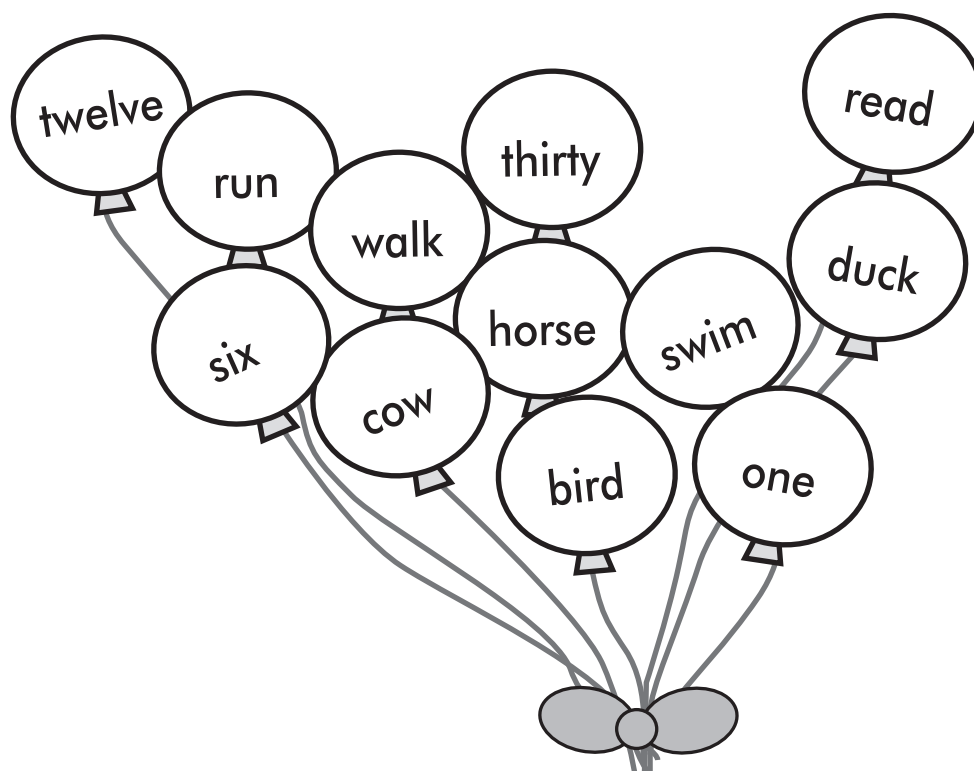 twelve
run
walk
thirty
read
six
cow
horse
swim
duck
bird
one